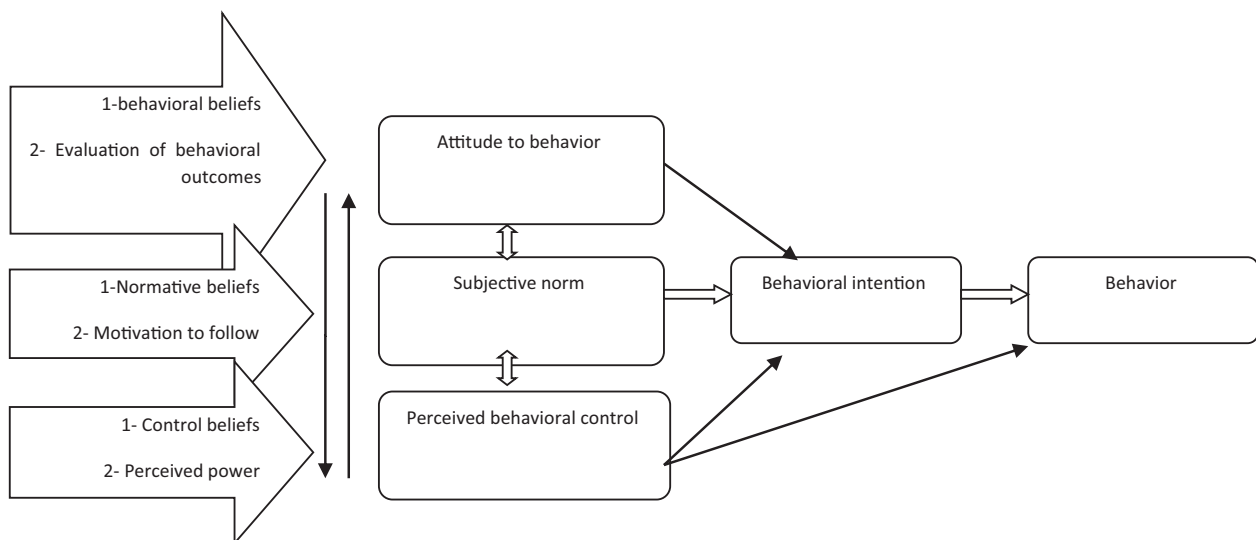 1-behavioral beliefs
2- Evaluation of behavioral
outcomes
1-Normative beliefs
2- Motivation to follow
1- Control beliefs
2- Perceived power
Attitude to behavior
Subjective norm
Perceived behavioral control
Behavioral intention
Behavior